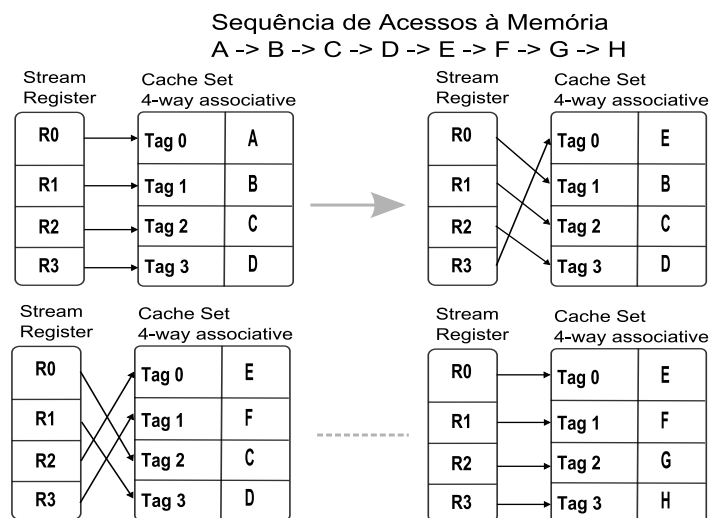 Sequência de Acessos à Memória
A -> B -> C -> D -> E -> F -> G -> H
Stream
Register
Cache Set
4-way associative
R0
Tag 0
A
R1
Tag 1
B
R2
Tag 2
C
R3
Tag 3
D
Stream
Register
Cache Set
4-way associative
R0
Tag 0
E
R1
Tag 1
B
R2
Tag 2
C
R3
Tag 3
D
Stream
Register
Cache Set
4-way associative
R0
Tag 0
E
R1
Tag 1
F
R2
Tag 2
C
R3
Tag 3
D
Stream
Register
Cache Set
4-way associative
R0
Tag 0
E
R1
Tag 1
F
R2
Tag 2
G
R3
Tag 3
H